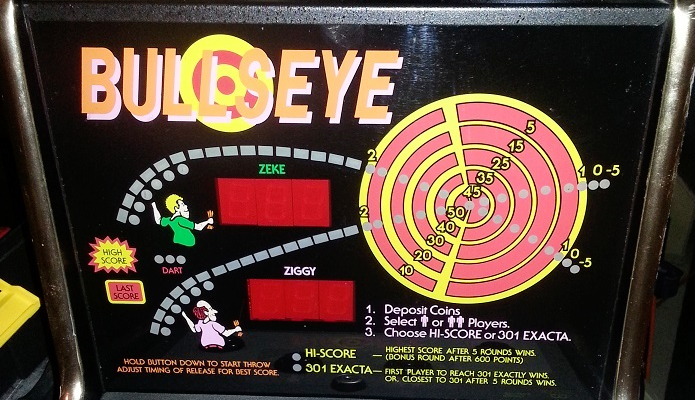 BULLSEYE
ZEKE
2
5
15
25
35
45
50
40
30
20
10
1 0 -5
2
1 0 -5
HIGH SCORE
DART
LAST SCORE
ZIGGY
1. Deposit Coins
2. Select or Players.
3. Choose HI-SCORE or 301 EXACTA.
HOLD BUTTON DOWN TO START THROW
ADJUST TIMING OF RELEASE FOR BEST SCORE.
HI-SCORE — HIGHEST SCORE AFTER 5 ROUNDS WINS.
(BONUS ROUND AFTER 600 POINTS)
301 EXACTA — FIRST PLAYER TO REACH 301 EXACTLY WINS.
OR, CLOSEST TO 301 AFTER 5 ROUNDS WINS.